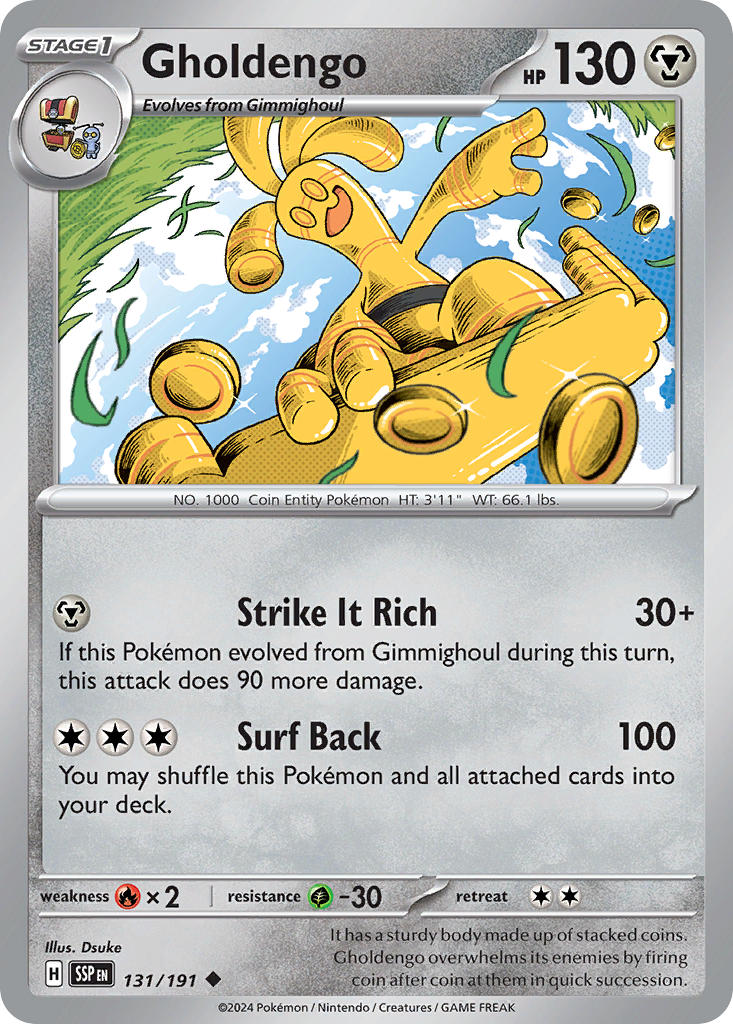 STAGE1
Gholdengo
HP 130
Evolves from Gimmighoul
NO. 1000 Coin Entity Pokémon HT: 3'11" WT: 66.1 lbs.
Strike It Rich 30+
If this Pokémon evolved from Gimmighoul during this turn,
this attack does 90 more damage.
Surf Back 100
You may shuffle this Pokémon and all attached cards into
your deck.
weakness ×2 resistance -30 retreat
Illus. Dsuke
H SSP EN 131/191
It has a sturdy body made up of stacked coins.
Gholdengo overwhelms its enemies by firing
coin after coin at them in quick succession.
©2024 Pokémon / Nintendo / Creatures / GAME FREAK